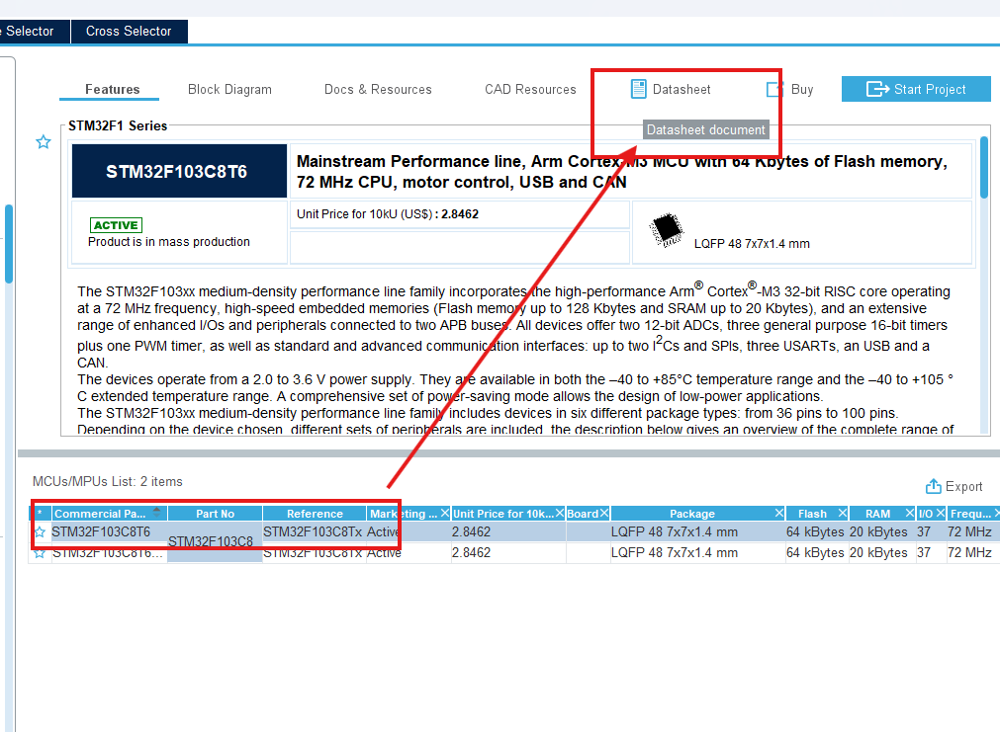 e Selector
Cross Selector
Features
Block Diagram
Docs & Resources
CAD Resources
Datasheet
Buy
Start Project
Datasheet document
STM32F1 Series
STM32F103C8T6
Mainstream Performance line, Arm Cortex-M3 MCU with 64 Kbytes of Flash memory,
72 MHz CPU, motor control, USB and CAN
ACTIVE
Product is in mass production
Unit Price for 10kU (US$) : 2.8462
LQFP 48 7x7x1.4 mm
The STM32F103xx medium-density performance line family incorporates the high-performance Arm® Cortex®-M3 32-bit RISC core operating
at a 72 MHz frequency, high-speed embedded memories (Flash memory up to 128 Kbytes and SRAM up to 20 Kbytes), and an extensive
range of enhanced I/Os and peripherals connected to two APB buses. All devices offer two 12-bit ADCs, three general purpose 16-bit timers
plus one PWM timer, as well as standard and advanced communication interfaces: up to two I²Cs and SPIs, three USARTs, an USB and a
CAN.
The devices operate from a 2.0 to 3.6 V power supply. They are available in both the –40 to +85°C temperature range and the –40 to +105 °
C extended temperature range. A comprehensive set of power-saving mode allows the design of low-power applications.
The STM32F103xx medium-density performance line family includes devices in six different package types: from 36 pins to 100 pins.
Depending on the device chosen, different sets of peripherals are included, the description below gives an overview of the complete range of
MCUs/MPUs List: 2 items
Export
* Commercial Pa... Part No Reference Marketing ... Unit Price for 10k... Board Package Flash RAM I/O Frequ...
STM32F103C8T6 STM32F103C8 STM32F103C8Tx Active 2.8462 LQFP 48 7x7x1.4 mm 64 kBytes 20 kBytes 37 72 MHz
STM32F103C8T6... STM32F103C8Tx Active 2.8462 LQFP 48 7x7x1.4 mm 64 kBytes 20 kBytes 37 72 MHz